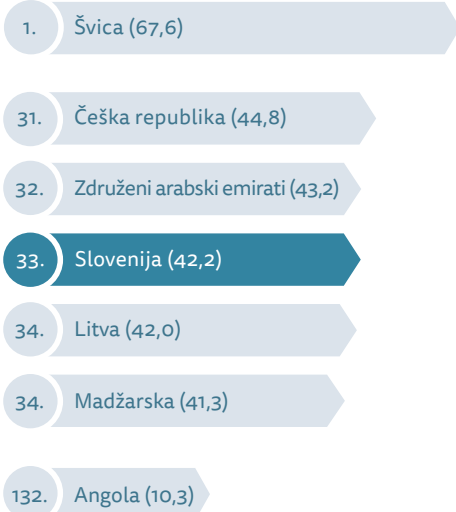 1. Švica (67,6)
31. Češka republika (44,8)
32. Združeni arabski emirati (43,2)
33. Slovenija (42,2)
34. Litva (42,0)
34. Madžarska (41,3)
132. Angola (10,3)